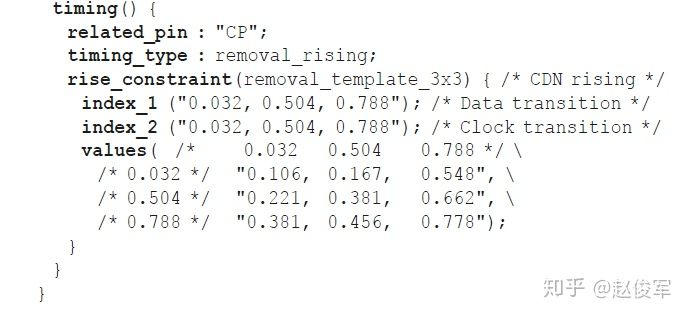 timing() {
related_pin : "CP";
timing_type : removal_rising;
rise_constraint(removal_template_3x3) { /* CDN rising */
index_1 ("0.032, 0.504, 0.788"); /* Data transition */
index_2 ("0.032, 0.504, 0.788"); /* Clock transition */
values( /* 0.032 0.504 0.788 */ \
/* 0.032 */ "0.106, 0.167, 0.548", \
/* 0.504 */ "0.221, 0.381, 0.662", \
/* 0.788 */ "0.381, 0.456, 0.778");
}
}
}
知乎 @赵俊军